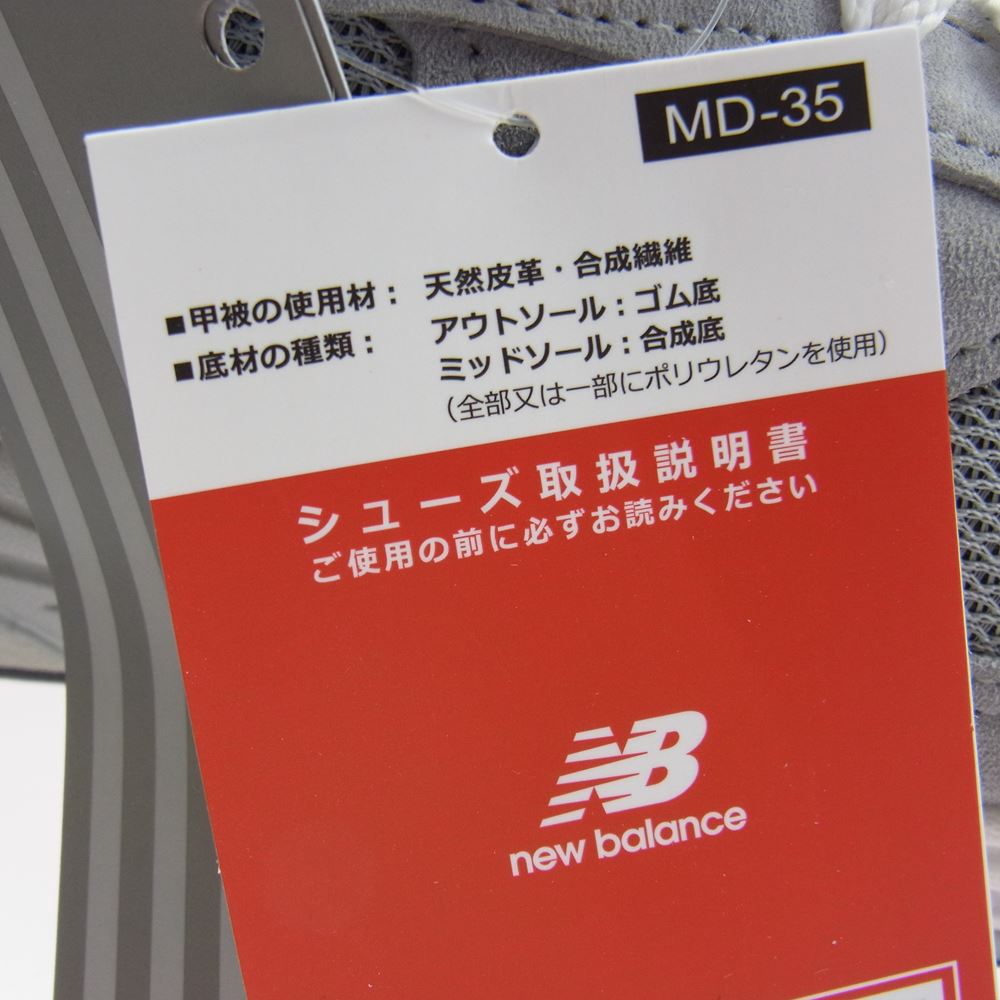 MD-35
■甲被の使用材： 天然皮革・合成繊維
■底材の種類： アウトソール：ゴム底
ミッドソール：合成底
（全部又は一部にポリウレタンを使用）
シューズ取扱説明書
ご使用の前に必ずお読みください
NB
new balance